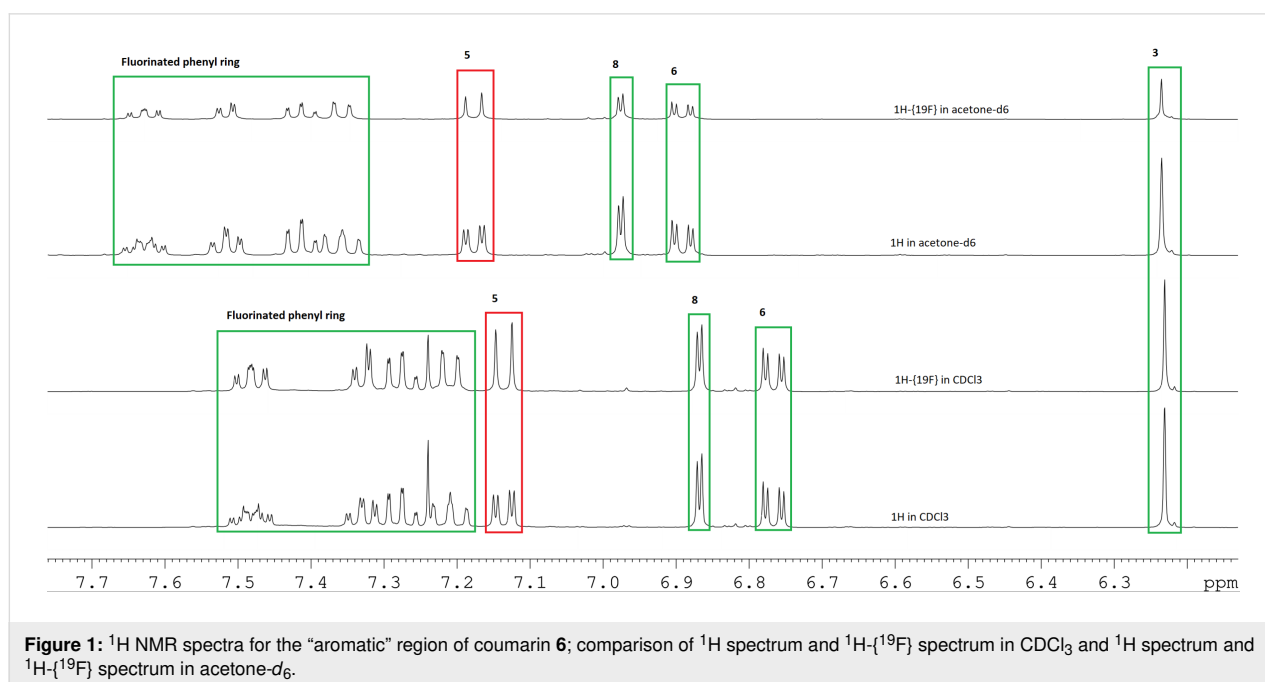 Fluorinated phenyl ring
5
8
6
3
1H-{19F} in acetone-d6
1H in acetone-d6
Fluorinated phenyl ring
5
8
6
1H-{19F} in CDCl3
1H in CDCl3
7.7 7.6 7.5 7.4 7.3 7.2 7.1 7.0 6.9 6.8 6.7 6.6 6.5 6.4 6.3 ppm
Figure 1: ¹H NMR spectra for the “aromatic” region of coumarin 6; comparison of ¹H spectrum and ¹H-{¹⁹F} spectrum in CDCl₃ and ¹H spectrum and
¹H-{¹⁹F} spectrum in acetone-d₆.